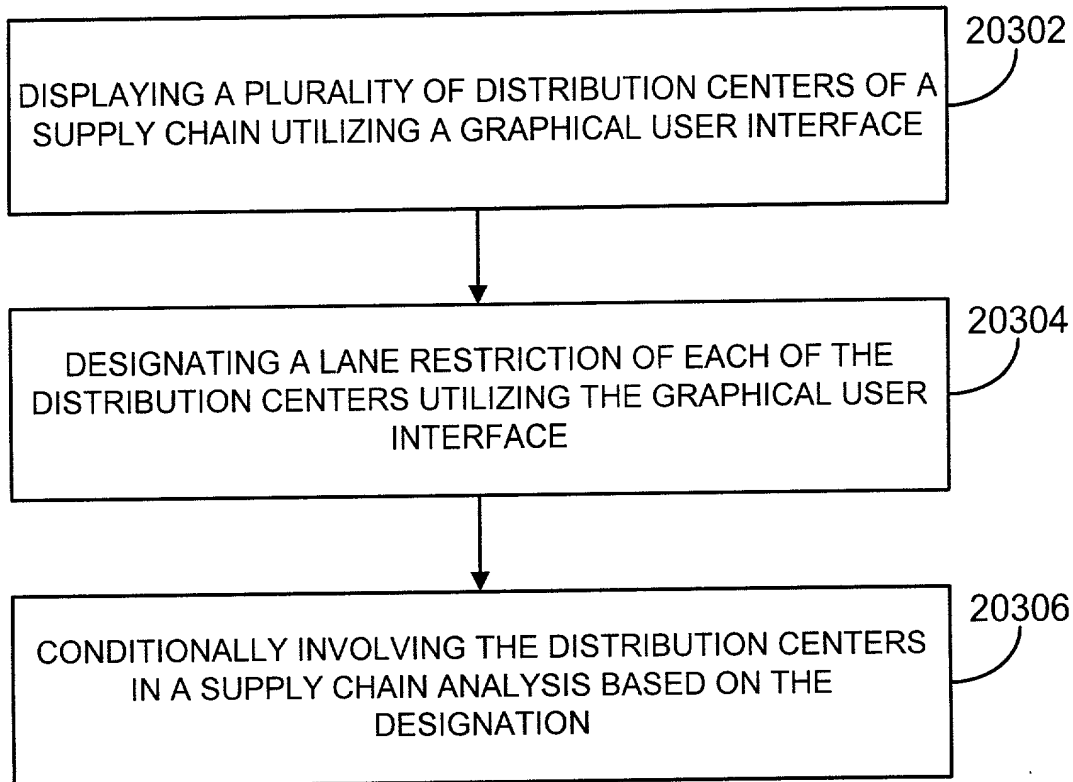 20302
DISPLAYING A PLURALITY OF DISTRIBUTION CENTERS OF A
SUPPLY CHAIN UTILIZING A GRAPHICAL USER INTERFACE
20304
DESIGNATING A LANE RESTRICTION OF EACH OF THE
DISTRIBUTION CENTERS UTILIZING THE GRAPHICAL USER
INTERFACE
20306
CONDITIONALLY INVOLVING THE DISTRIBUTION CENTERS
IN A SUPPLY CHAIN ANALYSIS BASED ON THE
DESIGNATION